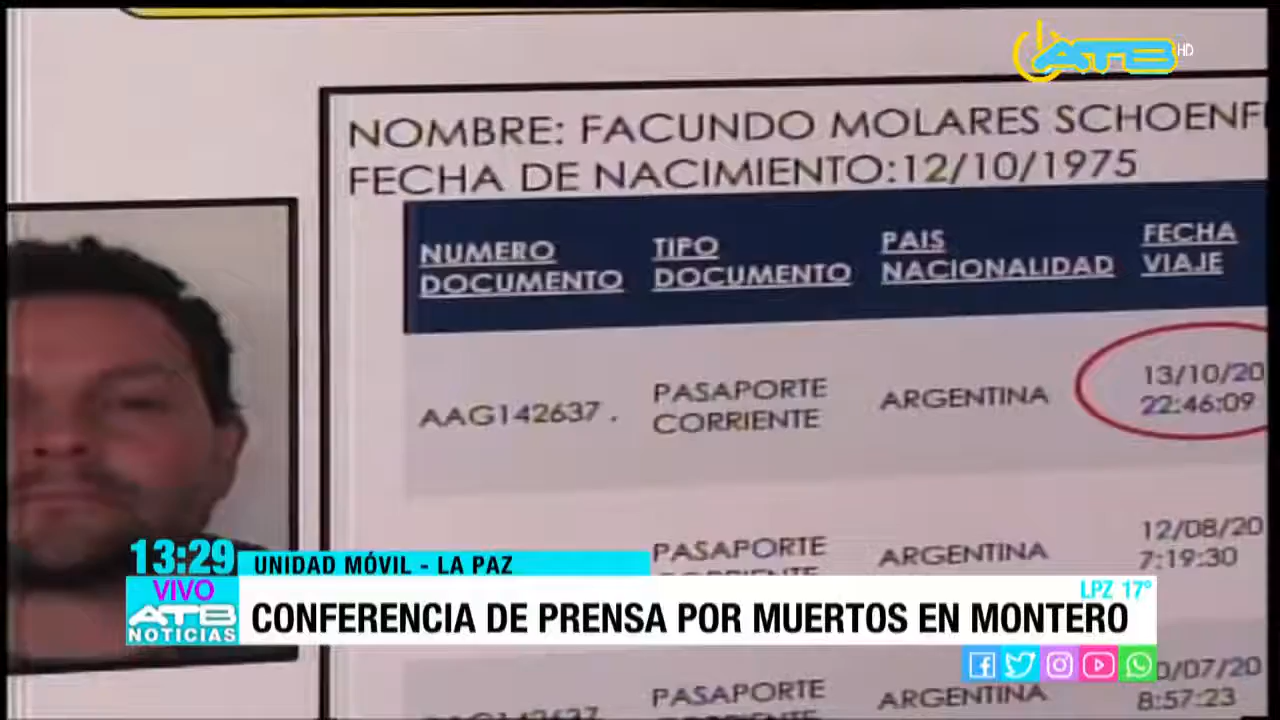 ATB HD
NOMBRE: FACUNDO MOLARES SCHOENF
FECHA DE NACIMIENTO:12/10/1975
NUMERO DOCUMENTO
TIPO DOCUMENTO
PAIS NACIONALIDAD
FECHA VIAJE
AAG142637 .
PASAPORTE CORRIENTE
ARGENTINA
13/10/20
22:46:09
PASAPORTE
ARGENTINA
12/08/20
7:19:30
13:29
UNIDAD MÓVIL - LA PAZ
VIVO
ATB
NOTICIAS
LPZ 17°
CONFERENCIA DE PRENSA POR MUERTOS EN MONTERO
PASAPORTE
ARGENTINA
0/07/20
8:57:23